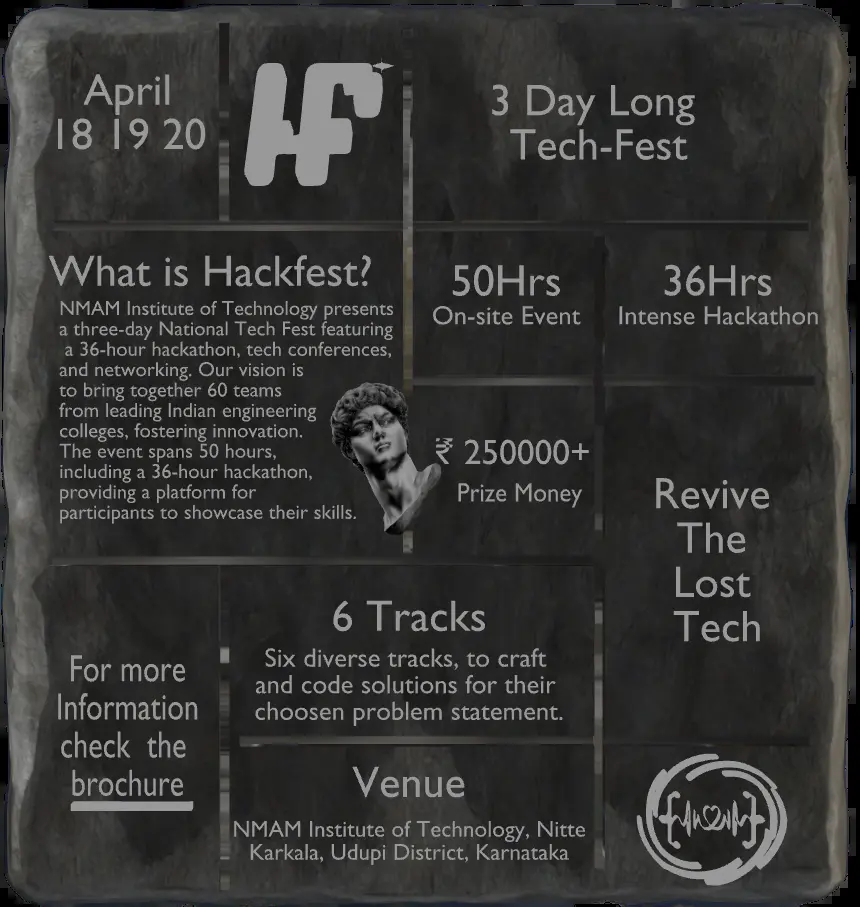 April
18 19 20
HF
3 Day Long
Tech-Fest
What is Hackfest?
NMAM Institute of Technology presents
a three-day National Tech Fest featuring
a 36-hour hackathon, tech conferences,
and networking. Our vision is
to bring together 60 teams
from leading Indian engineering
colleges, fostering innovation.
The event spans 50 hours,
including a 36-hour hackathon,
providing a platform for
participants to showcase their skills.
50Hrs
On-site Event
36Hrs
Intense Hackathon
₹ 250000+
Prize Money
Revive
The
Lost
Tech
6 Tracks
Six diverse tracks, to craft
and code solutions for their
choosen problem statement.
For more
Information
check the
brochure
Venue
NMAM Institute of Technology, Nitte
Karkala, Udupi District, Karnataka